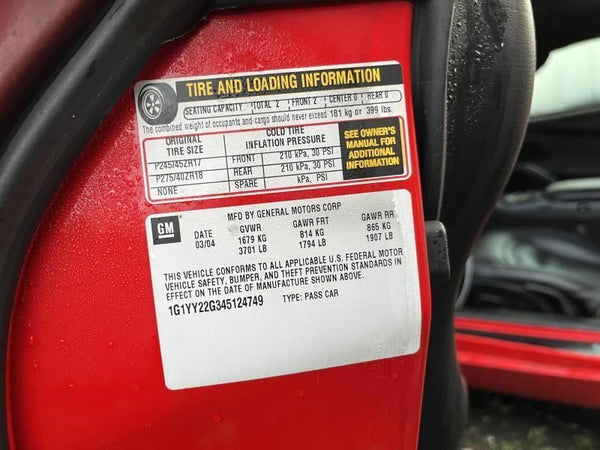 TIRE AND LOADING INFORMATION
SEATING CAPACITY TOTAL 2 FRONT 2 CENTER 0 REAR 0
The combined weight of occupants and cargo should never exceed 181 kg or 399 lbs.
ORIGINAL TIRE SIZE COLD TIRE INFLATION PRESSURE
P245/45ZR17 FRONT 210 kPa, 30 PSI
P275/40ZR18 REAR 210 kPa, 30 PSI
NONE SPARE kPa, PSI
SEE OWNER'S
MANUAL FOR
ADDITIONAL
INFORMATION
GM
MFD BY GENERAL MOTORS CORP
DATE GVWR GAWR FRT GAWR RR
03/04 1679 KG 814 KG 865 KG
3701 LB 1794 LB 1907 LB
THIS VEHICLE CONFORMS TO ALL APPLICABLE U.S. FEDERAL MOTOR
VEHICLE SAFETY, BUMPER, AND THEFT PREVENTION STANDARDS IN
EFFECT ON THE DATE OF MANUFACTURE SHOWN ABOVE.
1G1YY22G345124749 TYPE: PASS CAR